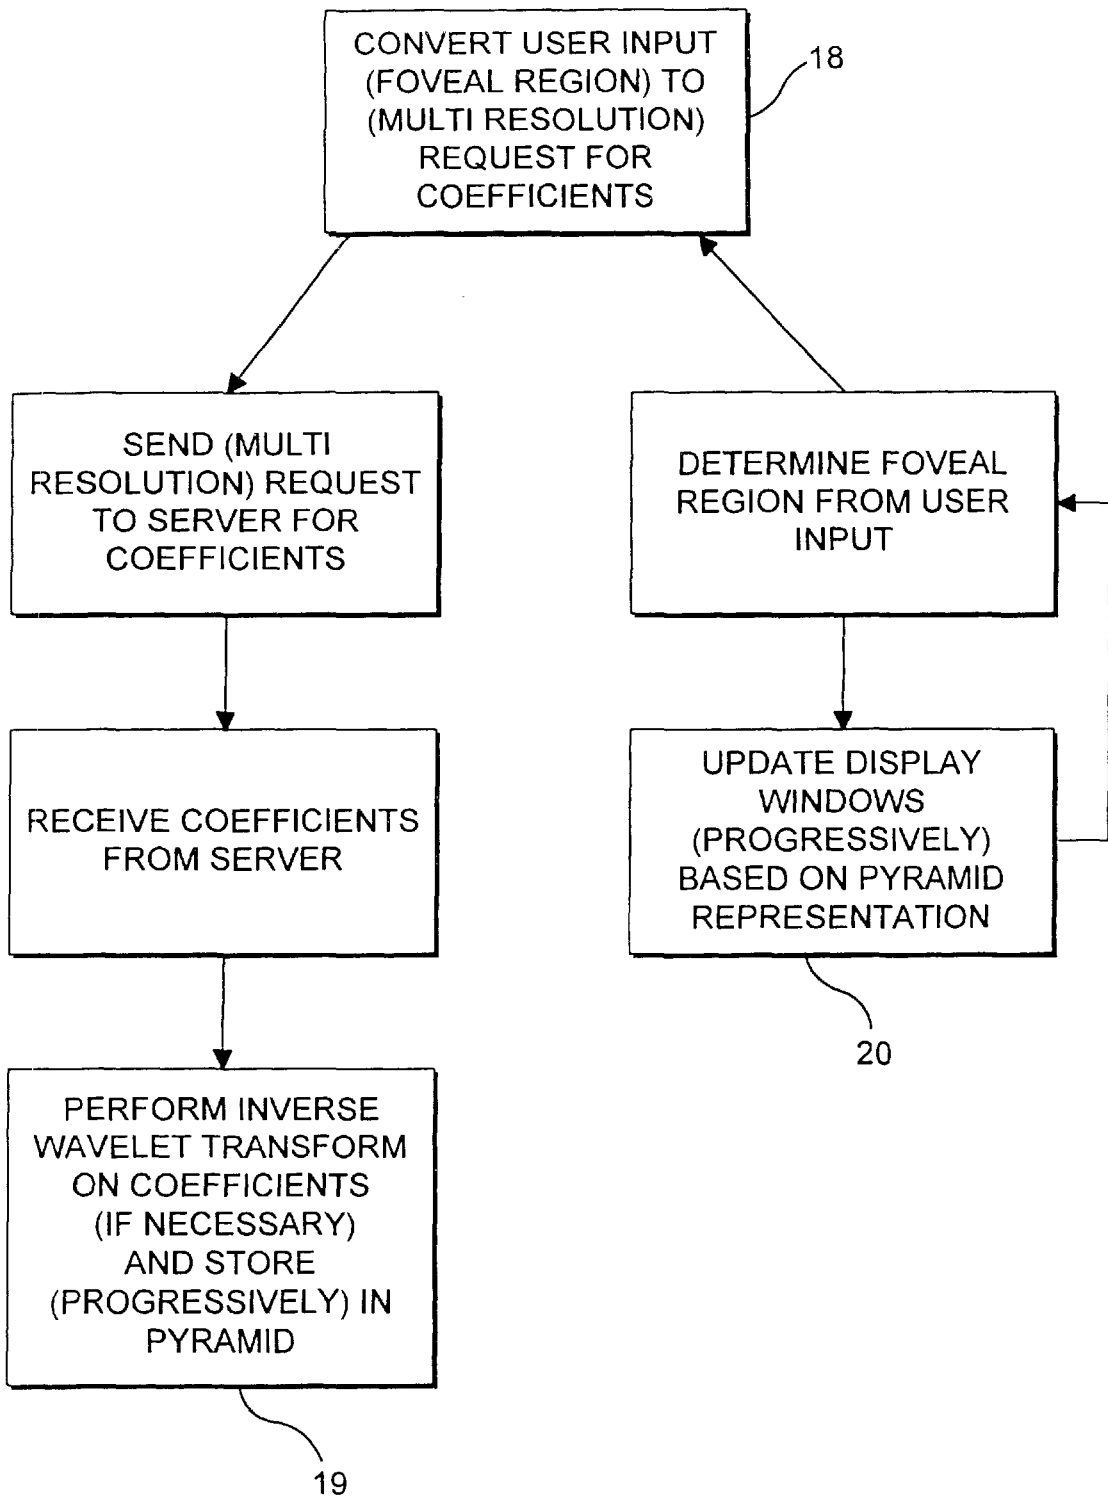 CONVERT USER INPUT
(FOVEAL REGION) TO
(MULTI RESOLUTION)
REQUEST FOR
COEFFICIENTS
18
SEND (MULTI
RESOLUTION) REQUEST
TO SERVER FOR
COEFFICIENTS
DETERMINE FOVEAL
REGION FROM USER
INPUT
RECEIVE COEFFICIENTS
FROM SERVER
UPDATE DISPLAY
WINDOWS
(PROGRESSIVELY)
BASED ON PYRAMID
REPRESENTATION
20
PERFORM INVERSE
WAVELET TRANSFORM
ON COEFFICIENTS
(IF NECESSARY)
AND STORE
(PROGRESSIVELY) IN
PYRAMID
19